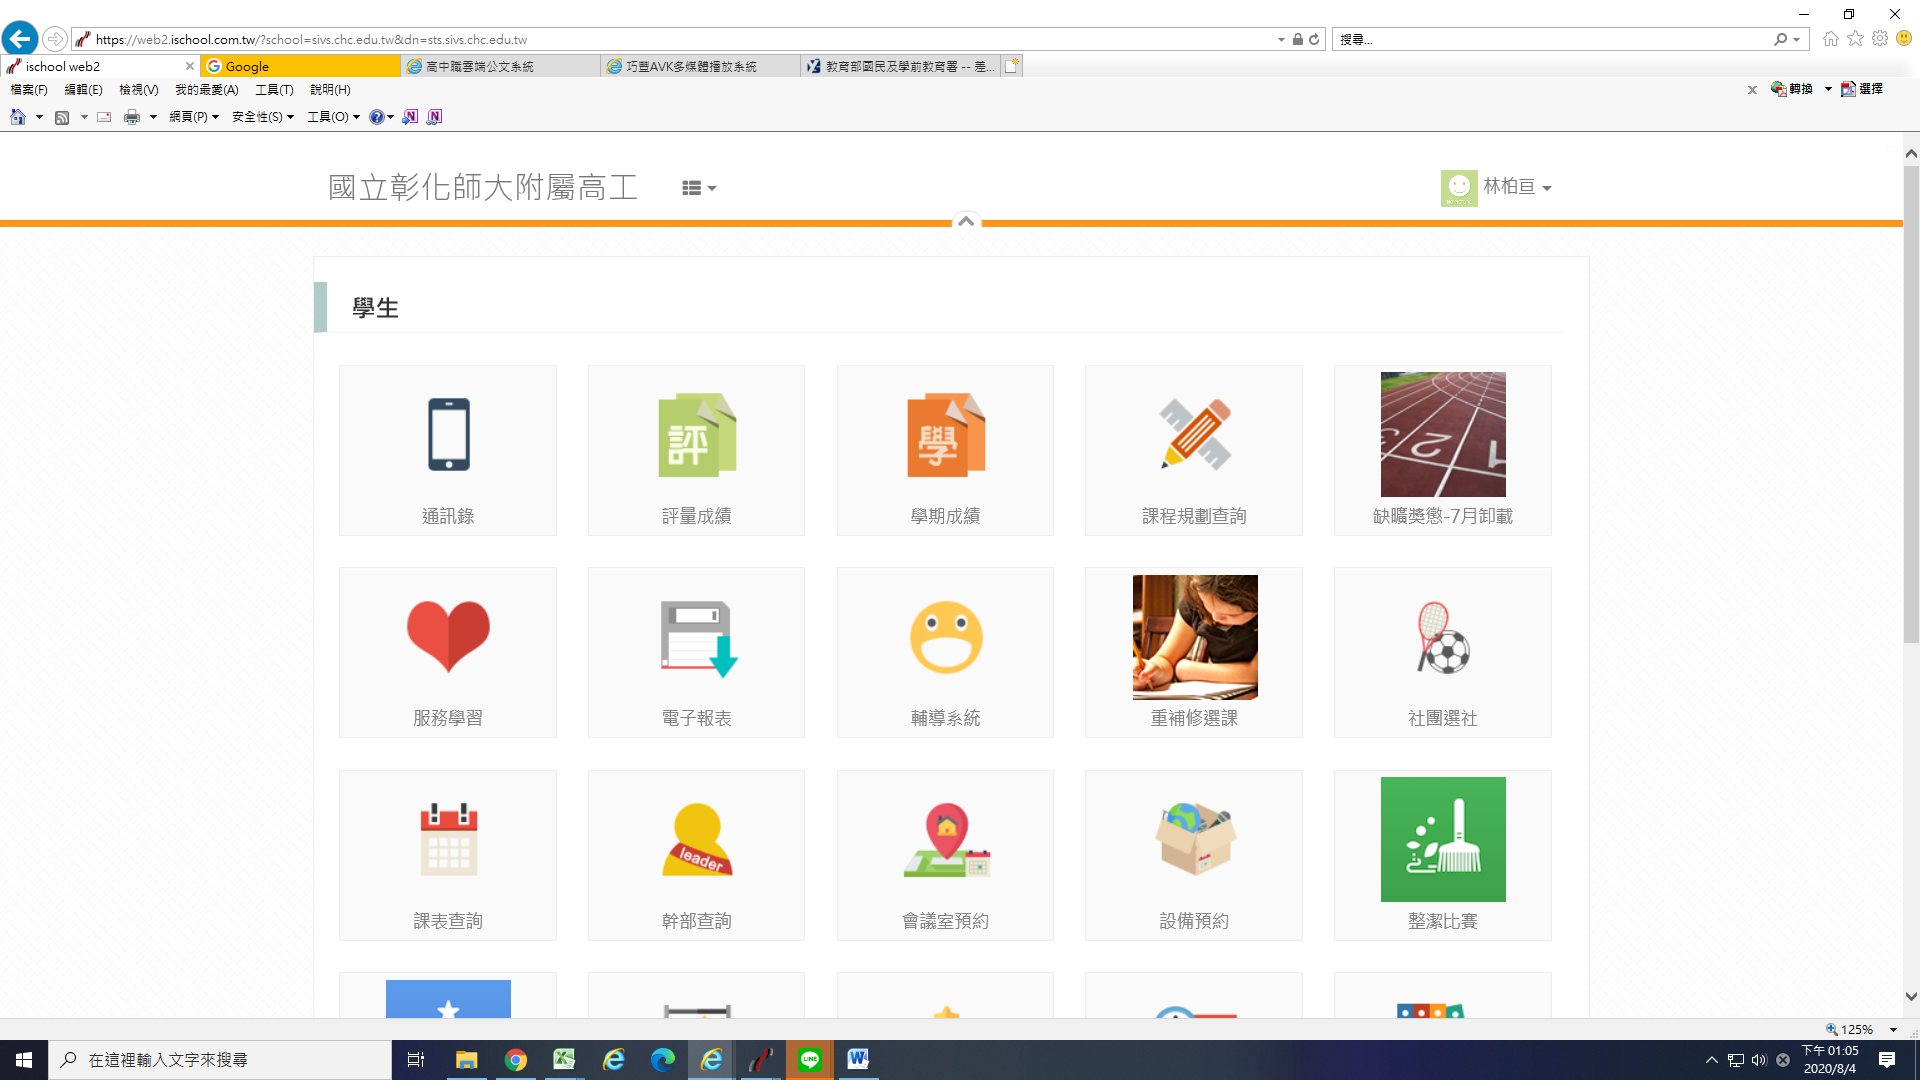 https://web2.ischool.com.tw/?school=sivs.chc.edu.tw&dn=sts.sivs.chc.edu.tw
搜尋...
ischool web2
Google
高中職雲端公文系統
巧豐AVK多媒體播放系統
教育部國民及學前教育署 -- 差...
檔案(F) 編輯(E) 檢視(V) 我的最愛(A) 工具(T) 說明(H)
x 轉換 選擇
網頁(P) 安全性(S) 工具(O)
國立彰化師大附屬高工
林柏亘
學生
評
學
通訊錄
評量成績
學期成績
課程規劃查詢
缺曠獎懲-7月卸載
服務學習
電子報表
輔導系統
重補修選課
社團選社
leader
課表查詢
幹部查詢
會議室預約
設備預約
整潔比賽
125%
在這裡輸入文字來搜尋
LINE
下午 01:05
2020/8/4